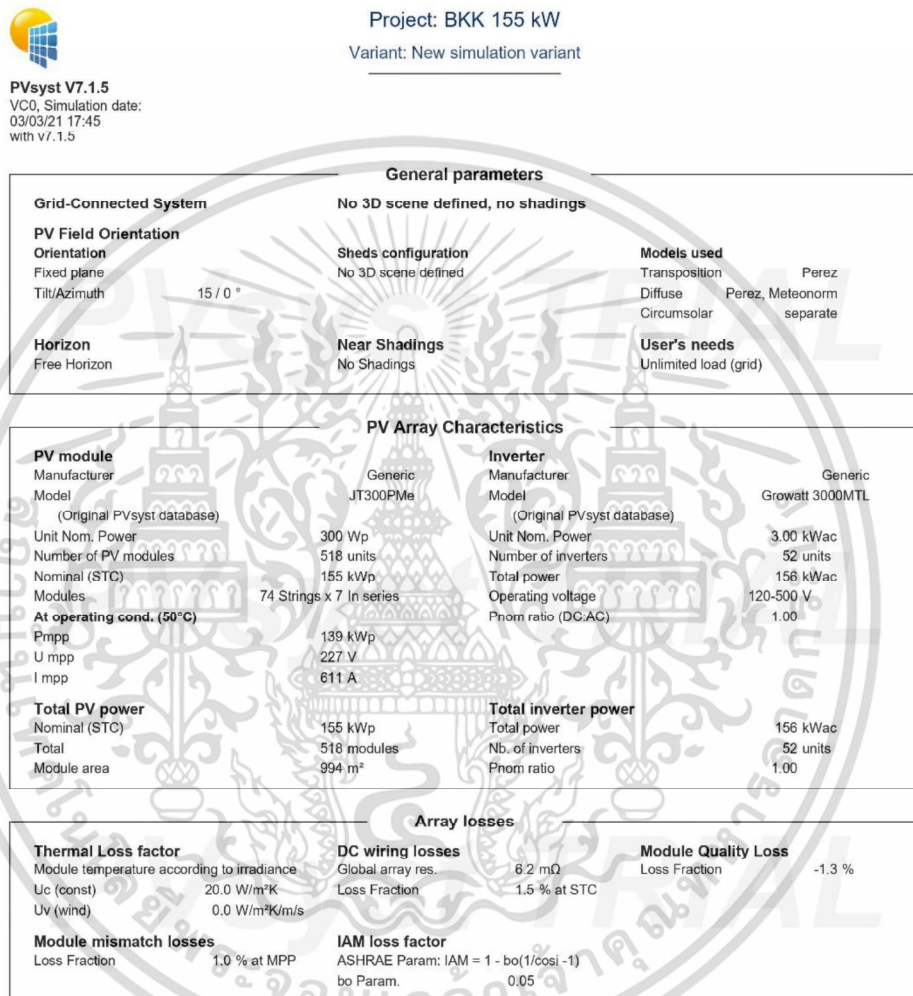 Project: BKK 155 kW
Variant: New simulation variant
PVsyst V7.1.5
VC0, Simulation date:
03/03/21 17:45
with v7.1.5
General parameters
Grid-Connected System No 3D scene defined, no shadings
PV Field Orientation
Orientation Sheds configuration Models used
Fixed plane No 3D scene defined Transposition Perez
Tilt/Azimuth 15 / 0 ° Diffuse Perez, Meteonorm
Circumsolar separate
Horizon Near Shadings User's needs
Free Horizon No Shadings Unlimited load (grid)
PVsyst TRIAL
PV Array Characteristics
PV module Inverter
Manufacturer Generic Manufacturer Generic
Model JT300PMe Model Growatt 3000MTL
(Original PVsyst database) (Original PVsyst database)
Unit Nom. Power 300 Wp Unit Nom. Power 3.00 kWac
Number of PV modules 518 units Number of inverters 52 units
Nominal (STC) 155 kWp Total power 156 kWac
Modules 74 Strings x 7 In series Operating voltage 120-500 V
At operating cond. (50°C) Pnom ratio (DC:AC) 1.00
Pmpp 139 kWp
U mpp 227 V
I mpp 611 A
PVsyst TRIAL
Total PV power Total inverter power
Nominal (STC) 155 kWp Total power 156 kWac
Total 518 modules Nb. of inverters 52 units
Module area 994 m² Pnom ratio 1.00
Array losses
Thermal Loss factor DC wiring losses Module Quality Loss
Module temperature according to irradiance Global array res. 6.2 mΩ Loss Fraction -1.3 %
Uc (const) 20.0 W/m²K Loss Fraction 1.5 % at STC
Uv (wind) 0.0 W/m²K/m/s
PVsyst TRIAL
Module mismatch losses IAM loss factor
Loss Fraction 1.0 % at MPP ASHRAE Param: IAM = 1 - bo(1/cosi -1)
bo Param. 0.05